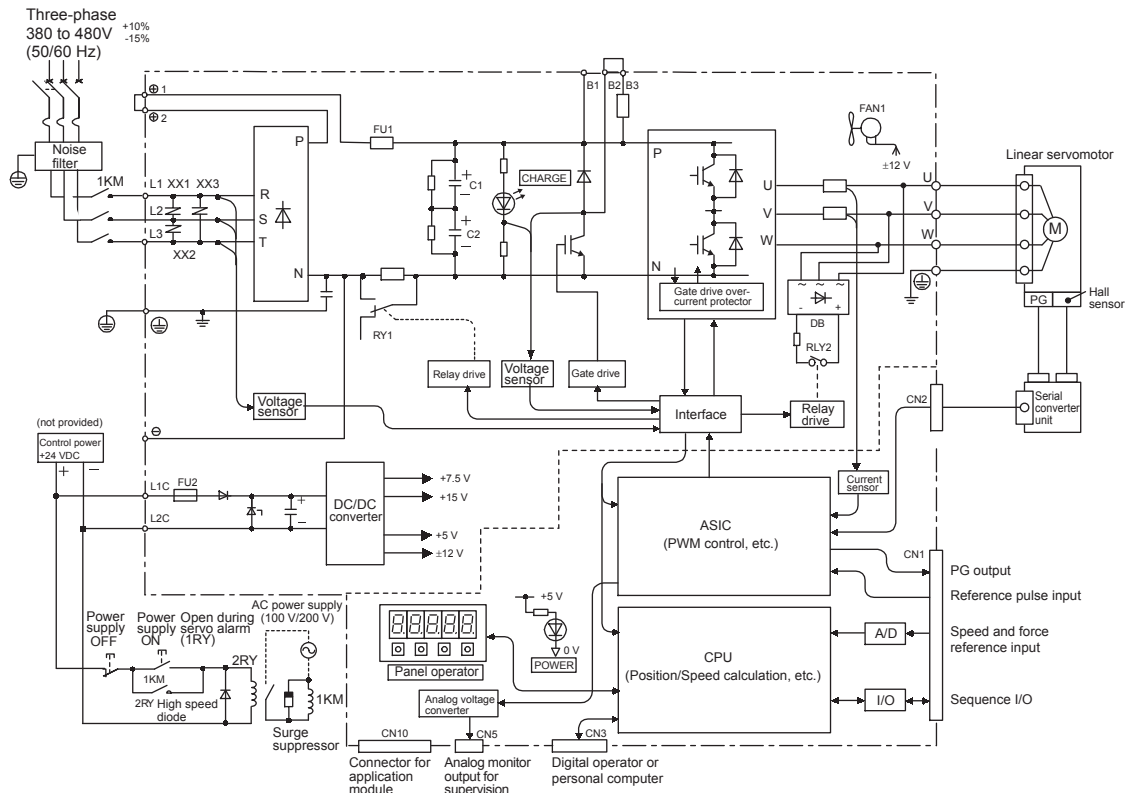 Three-phase
380 to 480V +10%
-15%
(50/60 Hz)
Noise
filter
1KM
⊕ 1
⊕ 2
L1 XX1 XX3
L2
L3
XX2
P
R
S
T
N
FU1
+
C1
−
+
C2
−
CHARGE
B1
B2
B3
P
N
U
V
W
Gate drive over-
current protector
FAN1
±12 V
U
V
W
Linear servomotor
M
PG
Hall
sensor
~ ~ ~
- +
DB
RLY2
RY1
Relay drive
Voltage
sensor
Gate drive
Interface
Relay
drive
Voltage
sensor
⊖
CN2
Serial
converter
unit
(not provided)
Control power
+24 VDC
+ −
L1C
FU2
+
−
L2C
DC/DC
converter
+7.5 V
+15 V
+5 V
±12 V
Current
sensor
ASIC
(PWM control, etc.)
CN1
PG output
Reference pulse input
A/D
Speed and force
reference input
CPU
(Position/Speed calculation, etc.)
I/O
Sequence I/O
Power
supply
OFF
Power
supply
ON
Open during
servo alarm
(1RY)
1KM
2RY
2RY
High speed
diode
AC power supply
(100 V/200 V)
1KM
Surge
suppressor
8.8.8.8.8.
Panel operator
+5 V
0 V
POWER
Analog voltage
converter
CN10
CN5
CN3
Connector for
application
module
Analog monitor
output for
supervision
Digital operator or
personal computer